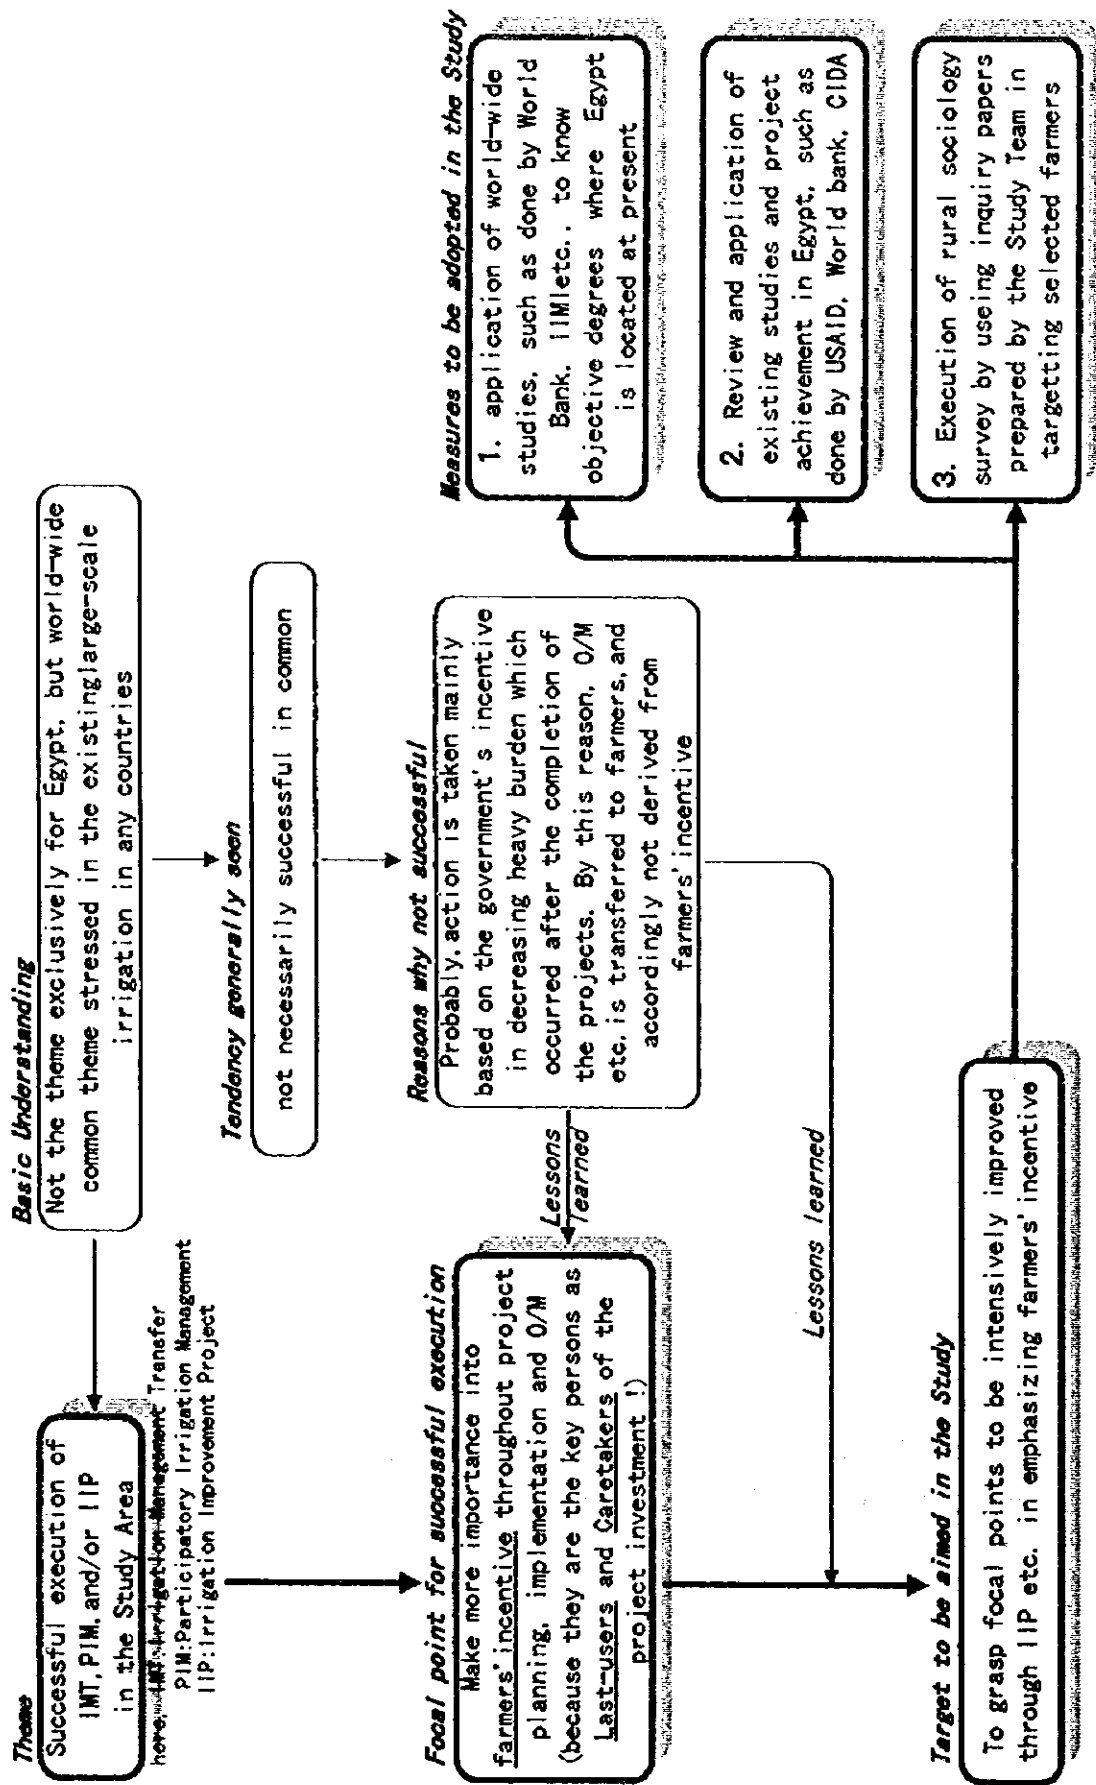 Theme
Successful execution of
IMT, PIM, and/or IIP
in the Study Area
here, IMT:Irrigation Management Transfer
PIM:Participatory Irrigation Management
IIP:Irrigation Improvement Project
Basic Understanding
Not the theme exclusively for Egypt, but world-wide
common theme stressed in the existinglarge-scale
irrigation in any countries
Tendency generally seen
not necessarily successful in common
Reasons why not successful
Probably, action is taken mainly
based on the government's incentive
in decreasing heavy burden which
occurred after the completion of
the projects. By this reason, O/M
etc. is transferred to farmers, and
accordingly not derived from
farmers' incentive
Lessons
learned
Focal point for successful execution
Make more importance into
farmers' incentive throughout project
planning, implementation and O/M
(because they are the key persons as
Last-users and Caretakers of the
project investment !)
Lessons learned
Target to be aimed in the Study
To grasp focal points to be intensively improved
through IIP etc. in emphasizing farmers' incentive
Measures to be adopted in the Study
1. application of world-wide
studies, such as done by World
Bank, IIMIetc., to know
objective degrees where Egypt
is located at present
2. Review and application of
existing studies and project
achievement in Egypt, such as
done by USAID, World bank, CIDA
3. Execution of rural sociology
survey by useing inquiry papers
prepared by the Study Team in
targetting selected farmers